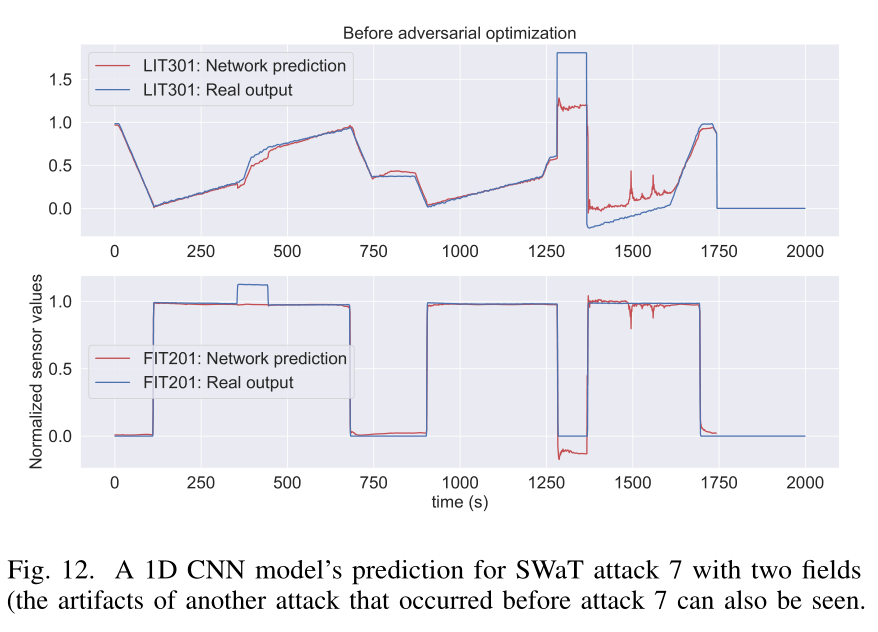 Before adversarial optimization
LIT301: Network prediction
LIT301: Real output
1.5
1.0
0.5
0.0
0 250 500 750 1000 1250 1500 1750 2000
Normalized sensor values
1.0
0.5
0.0
FIT201: Network prediction
FIT201: Real output
0 250 500 750 1000 1250 1500 1750 2000
time (s)
Fig. 12. A 1D CNN model's prediction for SWaT attack 7 with two fields
(the artifacts of another attack that occurred before attack 7 can also be seen.